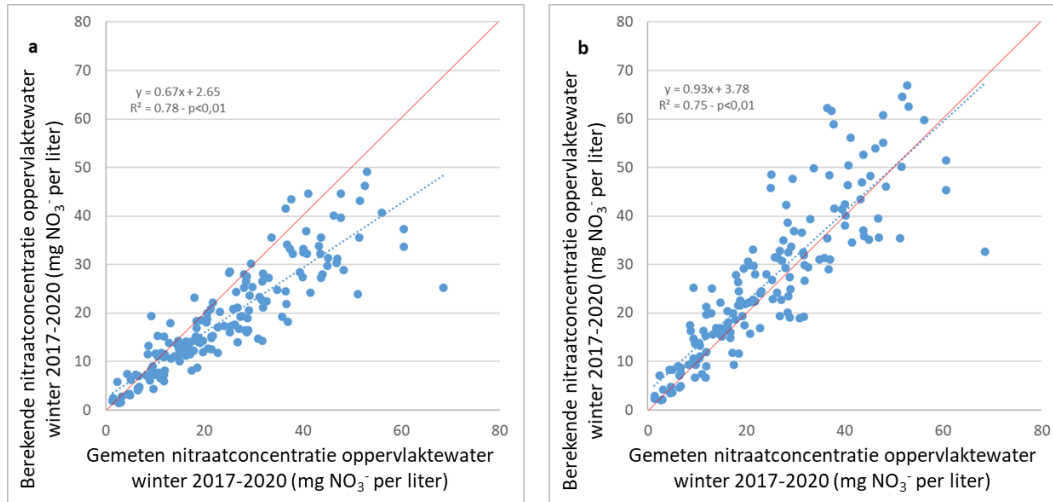 a
y = 0.67x + 2.65
R² = 0.78 - p<0,01
Berekende nitraatconcentratie oppervlaktewater
winter 2017-2020 (mg NO₃⁻ per liter)
80
70
60
50
40
30
20
10
0
0 20 40 60 80
Gemeten nitraatconcentratie oppervlaktewater
winter 2017-2020 (mg NO₃⁻ per liter)
b
y = 0.93x + 3.78
R² = 0.75 - p<0,01
Berekende nitraatconcentratie oppervlaktewater
winter 2017-2020 (mg NO₃⁻ per liter)
80
70
60
50
40
30
20
10
0
0 20 40 60 80
Gemeten nitraatconcentratie oppervlaktewater
winter 2017-2020 (mg NO₃⁻ per liter)